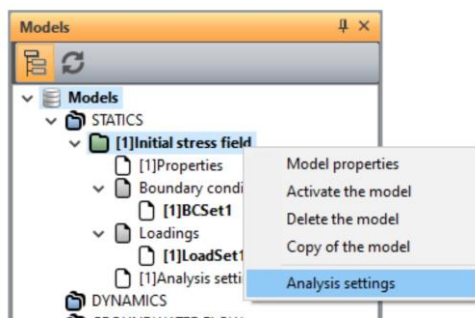 Models
Models
STATICS
[1]Initial stress field
[1]Properties
Boundary condi
[1]BCSet1
Loadings
[1]LoadSet1
[1]Analysis setti
DYNAMICS
Model properties
Activate the model
Delete the model
Copy of the model
Analysis settings